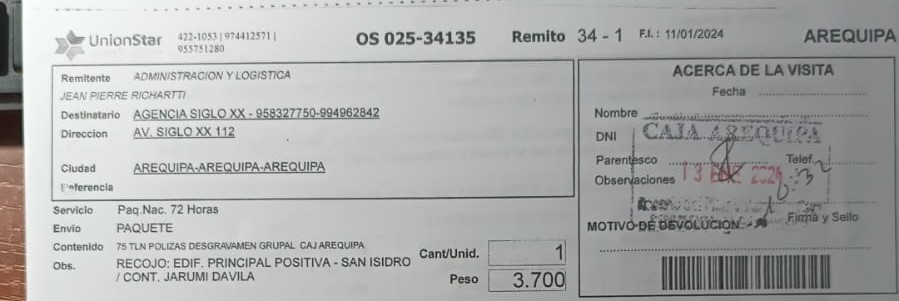 UnionStar
422-1053 | 974412571 |
955751280
OS 025-34135
Remito 34 - 1
F.I.: 11/01/2024
AREQUIPA
Remitente ADMINISTRACION Y LOGISTICA
JEAN PIERRE RICHARTTI
Destinatario AGENCIA SIGLO XX - 958327750-994962842
Direccion AV. SIGLO XX 112
Ciudad AREQUIPA-AREQUIPA-AREQUIPA
Referencia
Servicio Paq.Nac. 72 Horas
Envio PAQUETE
Contenido 75 TLN POLIZAS DESGRAVAMEN GRUPAL CAJ AREQUIPA
Obs. RECOJO: EDIF. PRINCIPAL POSITIVA - SAN ISIDRO
/ CONT. JARUMI DAVILA
Cant/Unid. 1
Peso 3.700
ACERCA DE LA VISITA
Fecha
Nombre
DNI
CAJA AREQUIPA
Parentesco
Telef.
Observaciones
13 ENE 2024
Firma y Sello
MOTIVO DE DEVOLUCION